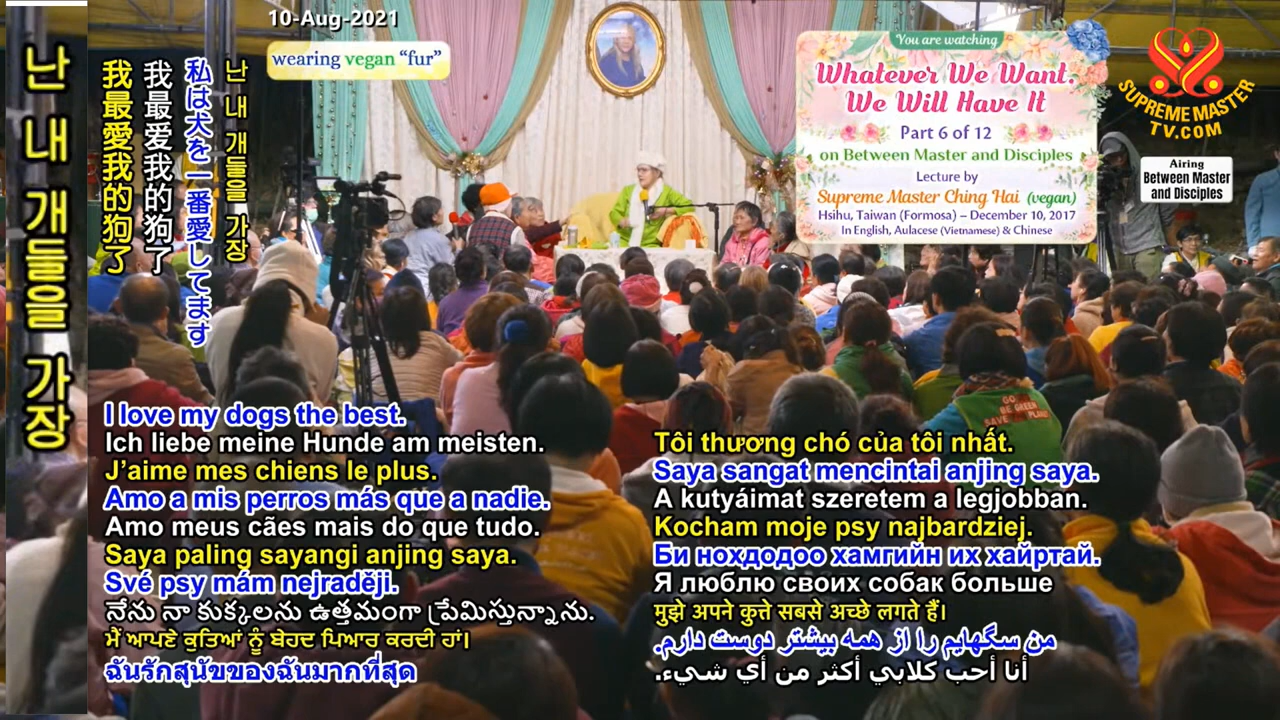 10-Aug-2021
wearing vegan “fur”
You are watching
Whatever We Want,
We Will Have It
Part 6 of 12
on Between Master and Disciples
Lecture by
Supreme Master Ching Hai (vegan)
Hsihu, Taiwan (Formosa) – December 10, 2017
In English, Aulacese (Vietnamese) & Chinese
SUPREME MASTER
TV.COM
Airing
Between Master
and Disciples
난 내 개들을 가장
난 내 개들을 가장
私は犬を一番愛してます
我最爱我的狗了
我最愛我的狗了
I love my dogs the best.
Ich liebe meine Hunde am meisten.
J’aime mes chiens le plus.
Amo a mis perros más que a nadie.
Amo meus cães mais do que tudo.
Saya paling sayangi anjing saya.
Své psy mám nejraději.
నేను నా కుక్కలను ఉత్తమంగా ప్రేమిస్తున్నాను.
ਮੈਂ ਆਪਣੇ ਕੁਤਿਆਂ ਨੂੰ ਬੇਹਦ ਪਿਆਰ ਕਰਦੀ ਹਾਂ।
ฉันรักสุนัขของฉันมากที่สุด
Tôi thương chó của tôi nhất.
Saya sangat mencintai anjing saya.
A kutyáimat szeretem a legjobban.
Kocham moje psy najbardziej.
Би нохдодоо хамгийн их хайртай.
Я люблю своих собак больше
मुझे अपने कुत्ते सबसे अच्छे लगते हैं।
من سگهایم را از همه بیشتر دوست دارم.
أنا أحب كلابي أكثر من أي شيء.
GO
BE GREEN
SAVE PLANET